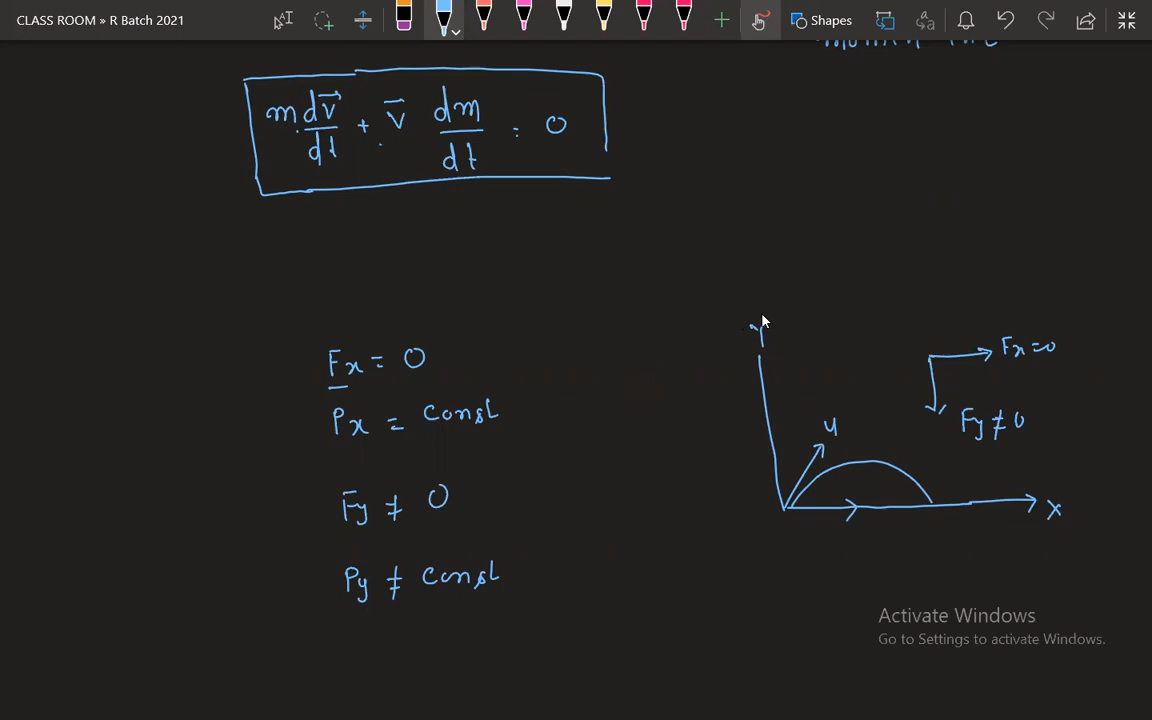 CLASS ROOM » R Batch 2021
Shapes
m dv⃗/dt + v⃗ dm/dt = 0
Fx = 0
Px = Const
Fy ≠ 0
Py ≠ Const
Y
Fx=0
Fy ≠ 0
u
X
Activate Windows
Go to Settings to activate Windows.